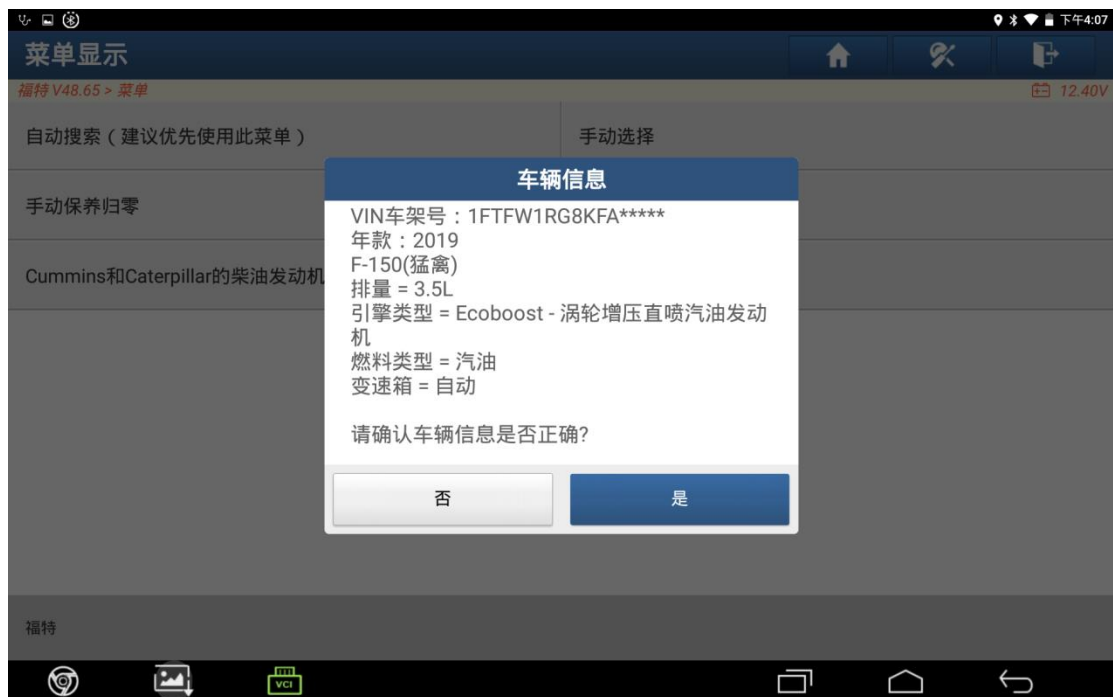 下午4:07
菜单显示
福特 V48.65 > 菜单
12.40V
自动搜索（建议优先使用此菜单）
手动选择
手动保养归零
Cummins和Caterpillar的柴油发动机
车辆信息
VIN车架号：1FTFW1RG8KFA*****
年款：2019
F-150(猛禽)
排量 = 3.5L
引擎类型 = Ecoboost - 涡轮增压直喷汽油发动
机
燃料类型 = 汽油
变速箱 = 自动
请确认车辆信息是否正确?
否
是
福特
VCI